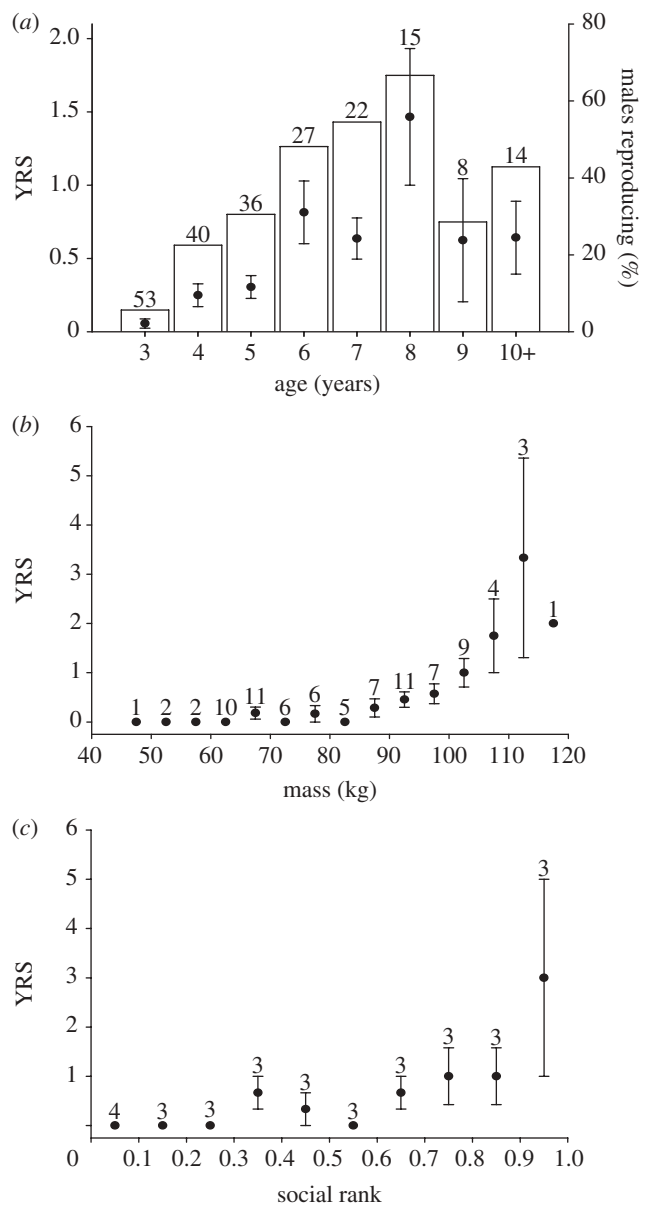 (a)
2.0
1.5
1.0
0.5
0
YRS
80
60
40
20
0
males reproducing (%)
53
40
36
27
22
15
8
14
3 4 5 6 7 8 9 10+
age (years)
(b)
6
5
4
3
2
1
0
YRS
1 2 2 10 11 6 6 5 7 11 7 9 4 3 1
40 50 60 70 80 90 100 110 120
mass (kg)
(c)
6
5
4
3
2
1
YRS
4 3 3 3 3 3 3 3 3 3
0 0.1 0.2 0.3 0.4 0.5 0.6 0.7 0.8 0.9 1.0
social rank